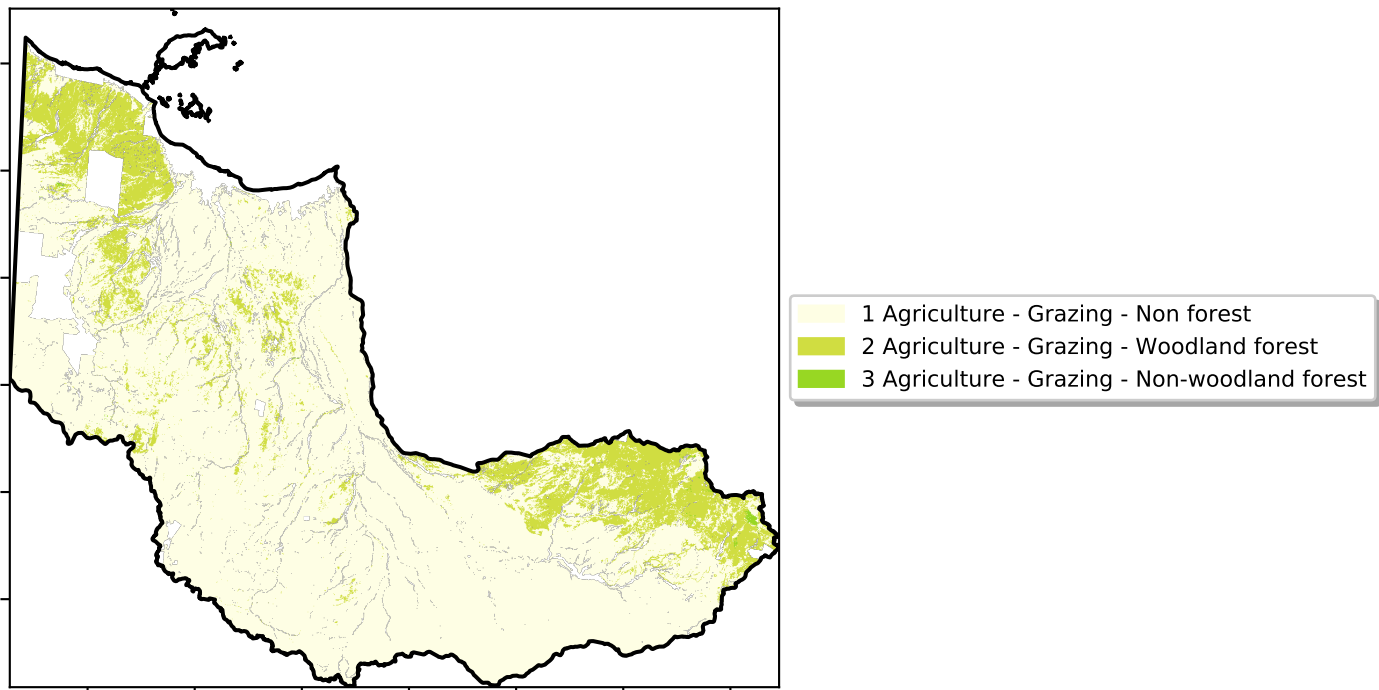 1 Agriculture - Grazing - Non forest
2 Agriculture - Grazing - Woodland forest
3 Agriculture - Grazing - Non-woodland forest